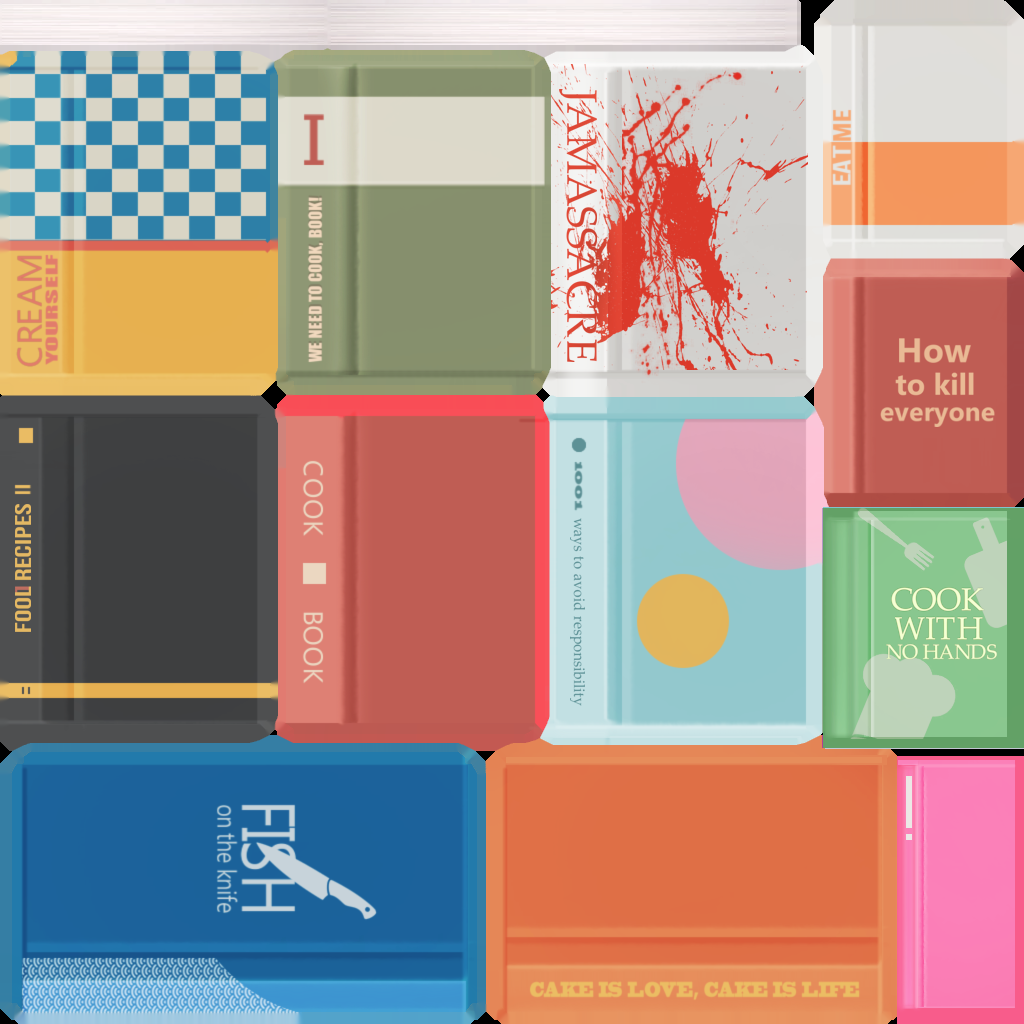 CREAM
YOURSELF
I
WE NEED TO COOK, BOOK!
JAMASSACRE
EATME
How
to kill
everyone
FOOD RECIPES II
=
COOK
BOOK
1001 ways to avoid responsibility
COOK
WITH
NO HANDS
FISH
on the knife
CAKE IS LOVE, CAKE IS LIFE